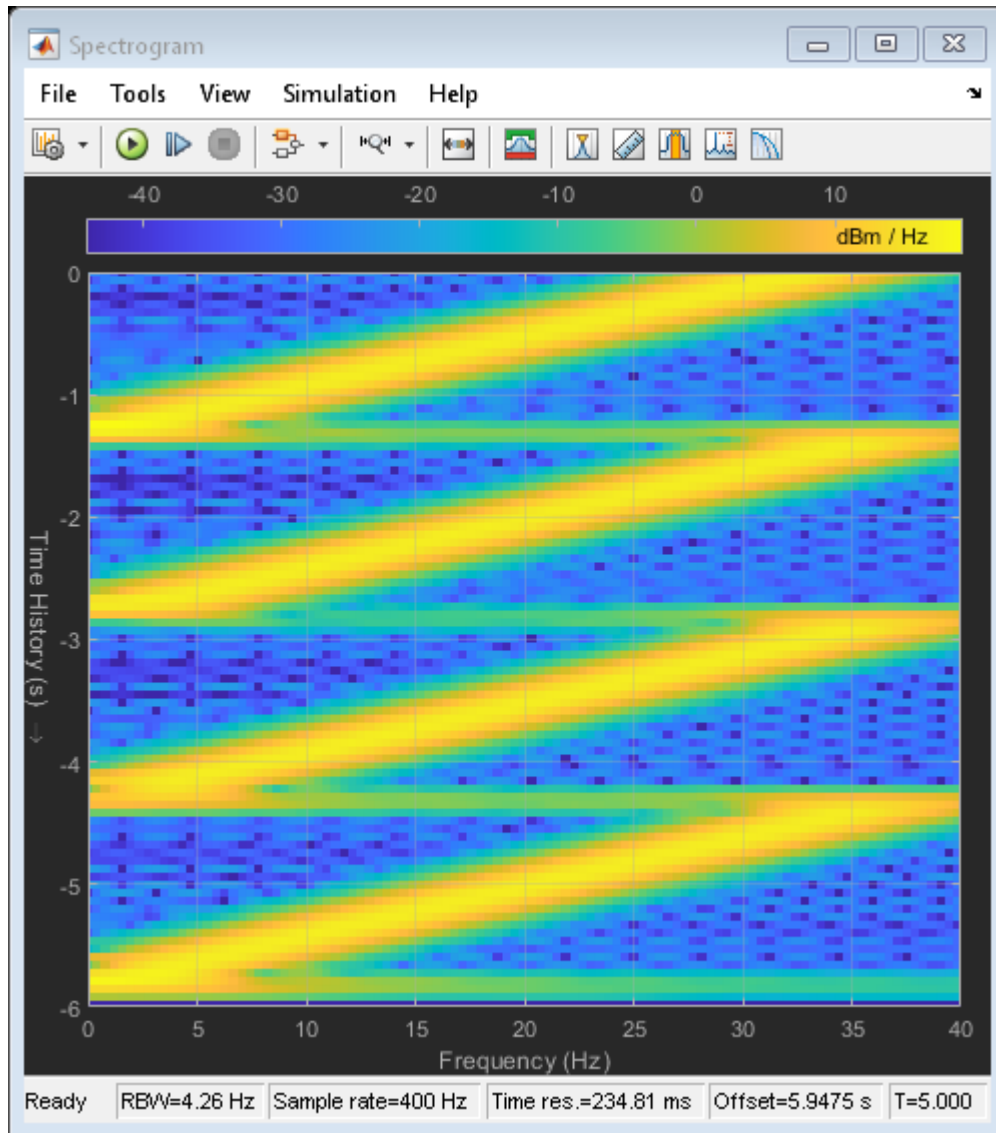 Spectrogram
File Tools View Simulation Help
-40 -30 -20 -10 0 10
dBm / Hz
0
-1
-2
-3
-4
-5
-6
Time History (s) →
0 5 10 15 20 25 30 35 40
Frequency (Hz)
Ready RBW=4.26 Hz Sample rate=400 Hz Time res.=234.81 ms Offset=5.9475 s T=5.000